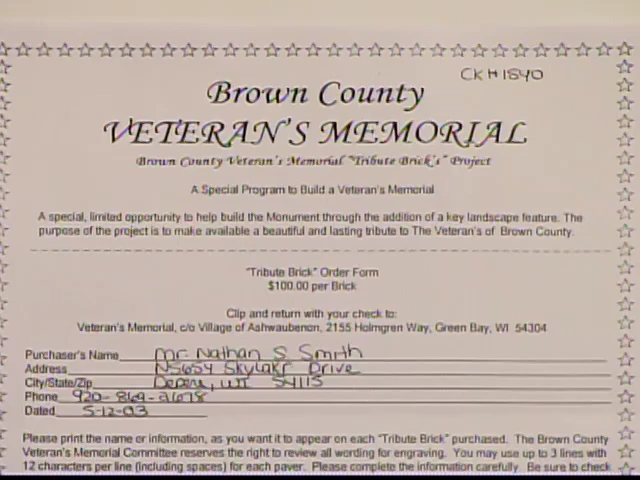 CK # 1540
Brown County
VETERAN'S MEMORIAL
Brown County Veteran's Memorial "Tribute Brick's" Project
A Special Program to Build a Veteran's Memorial
A special, limited opportunity to help build the Monument through the addition of a key landscape feature. The
purpose of the project is to make available a beautiful and lasting tribute to The Veteran's of Brown County.
"Tribute Brick" Order Form
$100.00 per Brick
Clip and return with your check to:
Veteran's Memorial, c/o Village of Ashwaubenon, 2155 Holmgren Way, Green Bay, WI 54304
Purchaser's Name Mr Nathan S Smith
Address N5654 Skylark Drive
City/State/Zip Depere, WI 54115
Phone 920-869-2678
Dated 5-12-03
Please print the name or information, as you want it to appear on each "Tribute Brick" purchased. The Brown County
Veteran's Memorial Committee reserves the right to review all wording for engraving. You may use up to 3 lines with
12 characters per line (including spaces) for each paver. Please complete the information carefully. Be sure to check